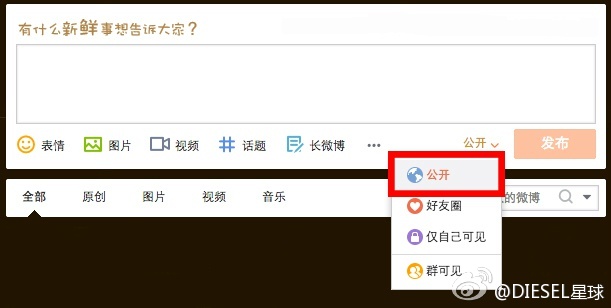 有什么新鲜事想告诉大家?
表情 图片 视频 话题 长微博 ••• 公开 发布
公开
全部 原创 图片 视频 音乐 的微博
好友圈
仅自己可见
群可见
@DIESEL星球